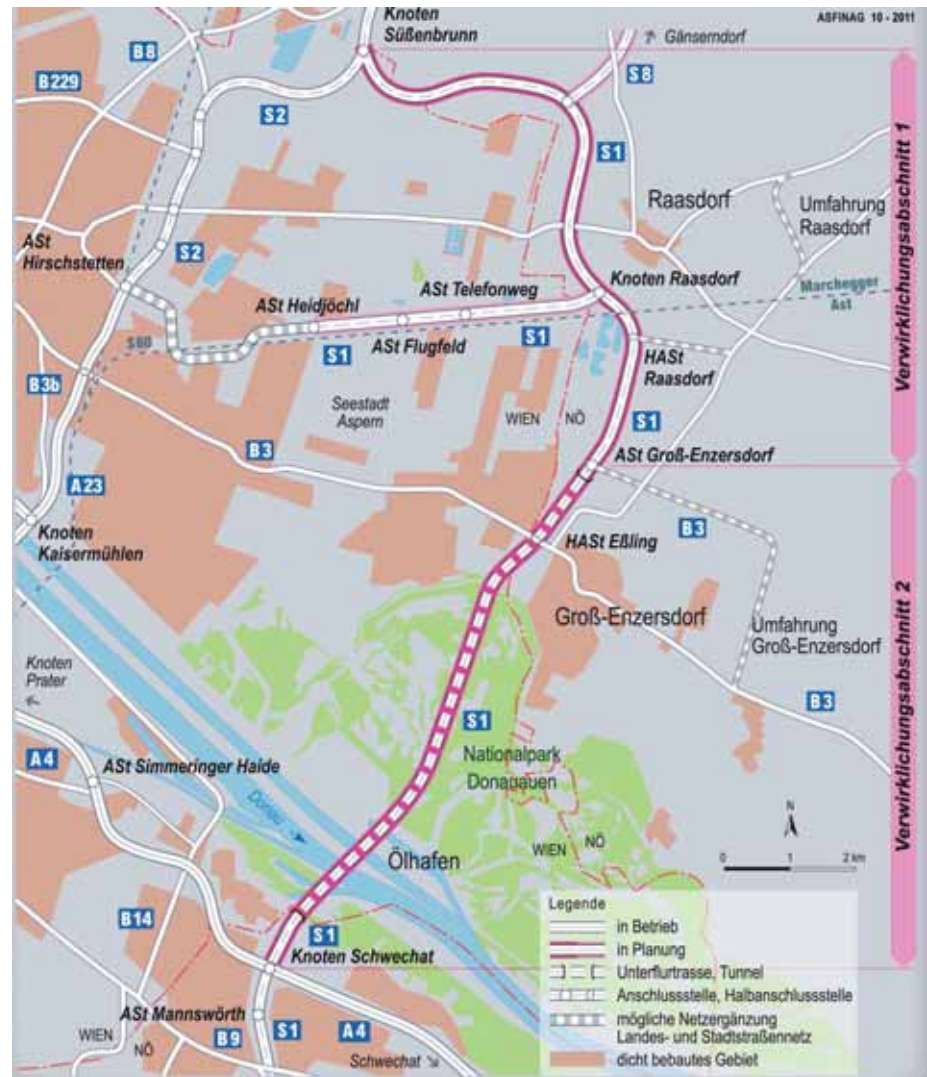 ASFINAG 10 - 2011
Knoten
Süßenbrunn
Gänserndorf
B8
B229
S2
S8
S1
Raasdorf
Umfahrung
Raasdorf
ASt
Hirschstetten
S2
Knoten Raasdorf
ASt Telefonweg
ASt Heidjöchl
Marchegger
Ast
S80
S1
ASt Flugfeld
S1
HASt
Raasdorf
B3b
Seestadt
Aspern
WIEN
NÖ
S1
B3
ASt Groß-Enzersdorf
A23
Knoten
Kaisermühlen
HASt Eßling
B3
Groß-Enzersdorf
Umfahrung
Groß-Enzersdorf
Knoten
Prater
S1
B3
A4
ASt Simmeringer Haide
Nationalpark
Donauauen
Donau
Ölhafen
WIEN
NÖ
N
0 1 2 km
B14
S1
Knoten Schwechat
ASt Mannswörth
WIEN
NÖ
B9
S1
A4
Schwechat
Verwirklichungsabschnitt 1
Verwirklichungsabschnitt 2
Legende
in Betrieb
in Planung
Unterflurtrasse, Tunnel
Anschlussstelle, Halbanschlussstelle
mögliche Netzergänzung
Landes- und Stadtstraßennetz
dicht bebautes Gebiet